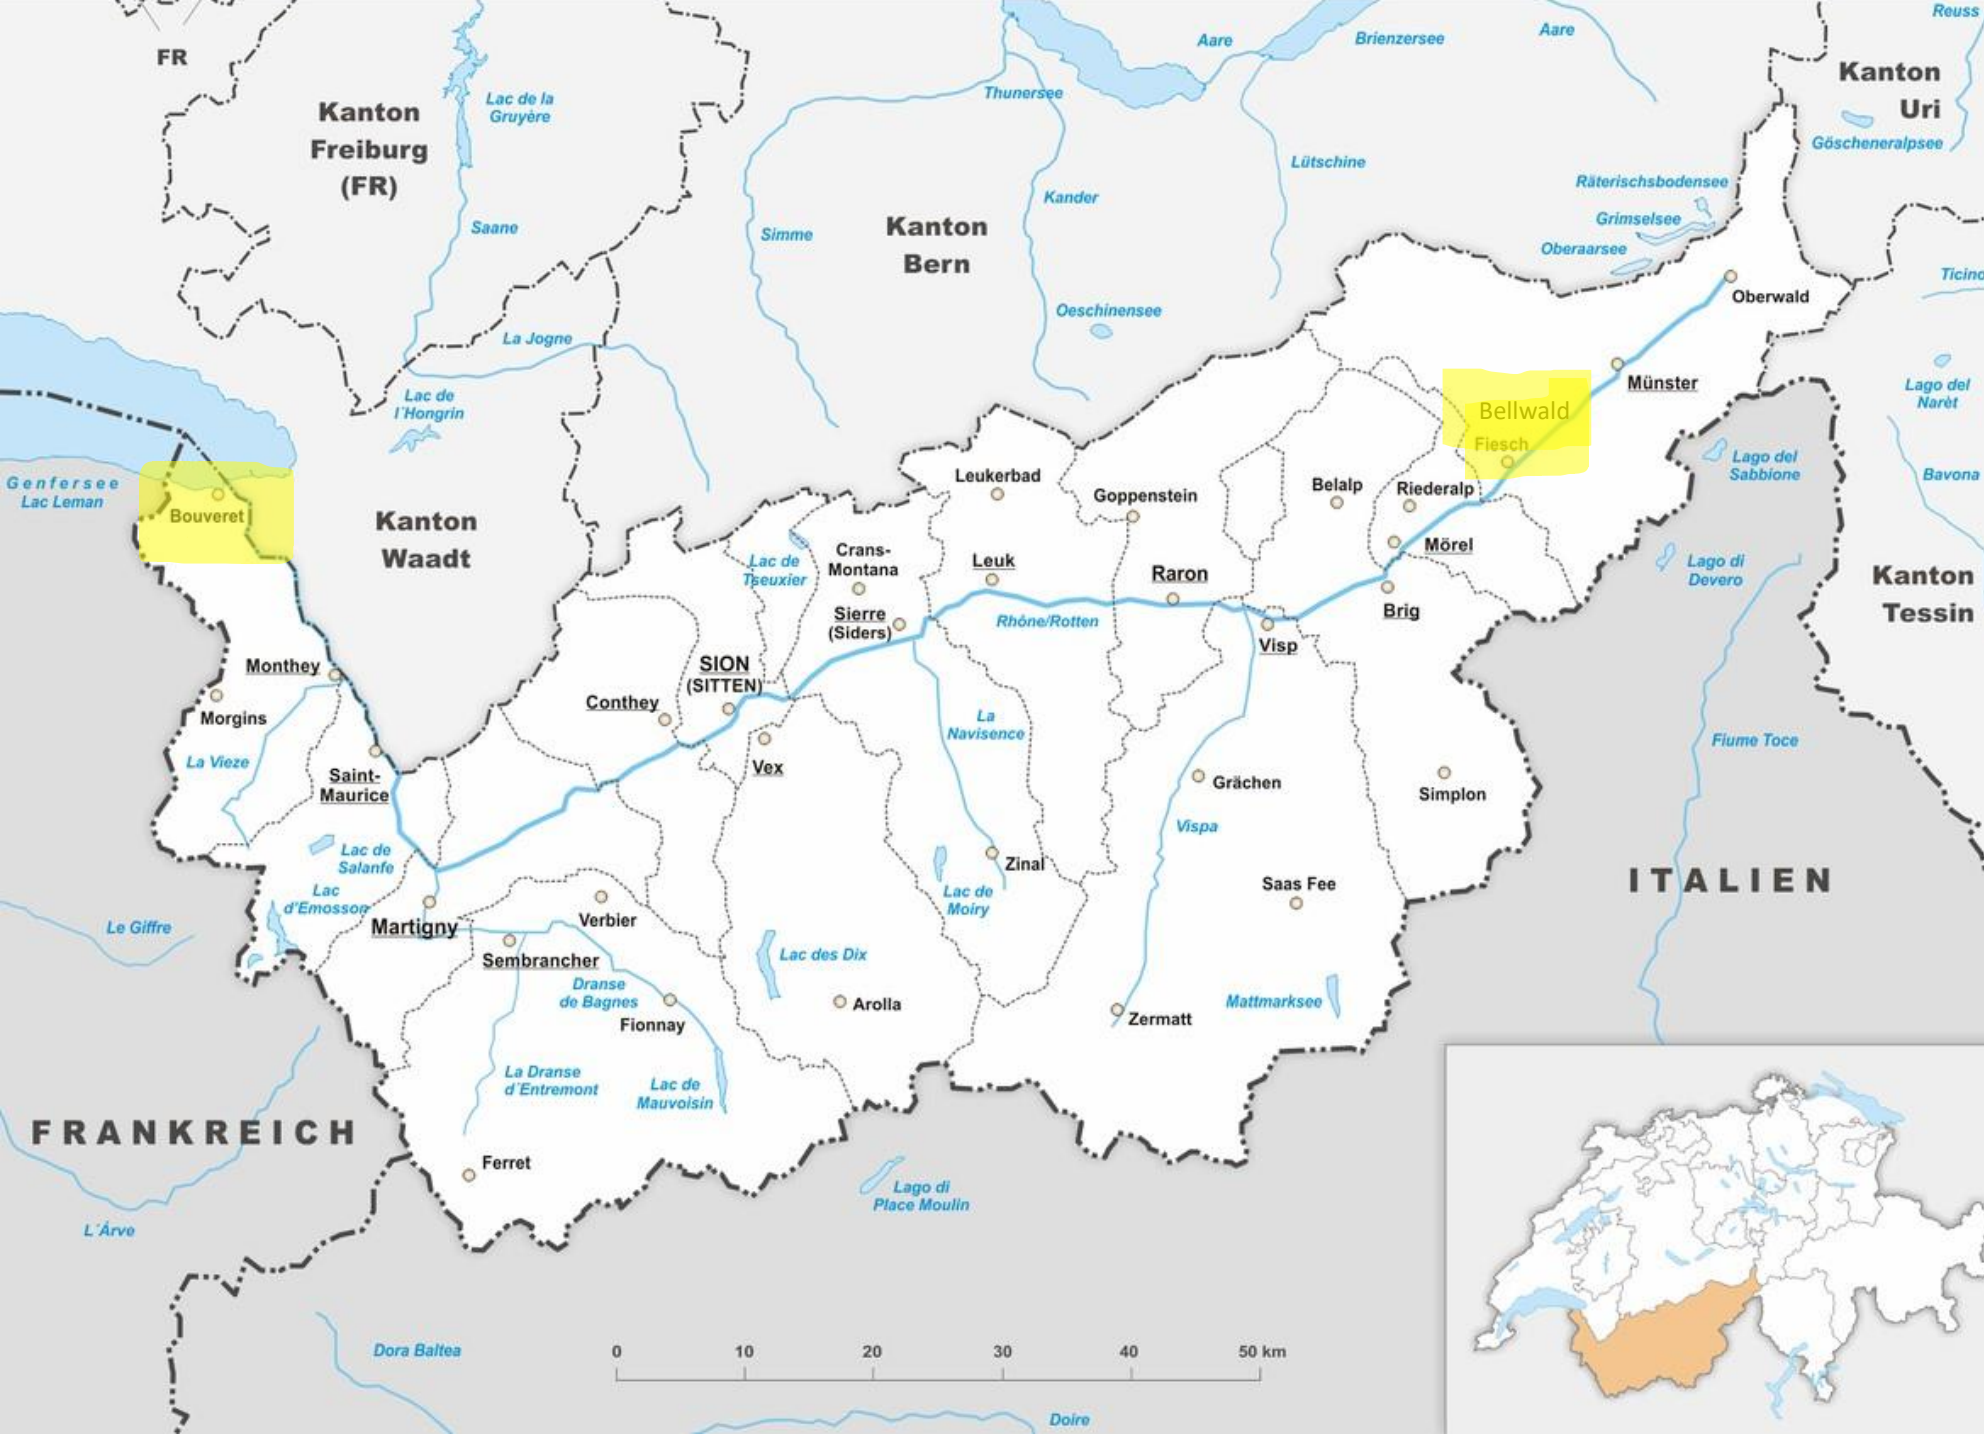 FR
Kanton
Freiburg
(FR)
Lac de la
Gruyère
Saane
La Jogne
Lac de
l´Hongrin
Simme
Kanton
Bern
Thunersee
Aare
Brienzersee
Aare
Kander
Lütschine
Oeschinensee
Reuss
Kanton
Uri
Göscheneralpsee
Räterischsbodensee
Grimselsee
Oberaarsee
Oberwald
Ticino
Münster
Bellwald
Fiesch
Lago del
Narèt
Lago del
Sabbione
Bavona
Genfersee
Lac Leman
Bouveret
Kanton
Waadt
Leukerbad
Goppenstein
Belalp
Riederalp
Mörel
Lac de
Tseuxier
Crans-
Montana
Leuk
Raron
Brig
Lago di
Devero
Kanton
Tessin
Sierre
(Siders)
Rhône/Rotten
Visp
Monthey
Morgins
SION
(SITTEN)
Conthey
La
Navisence
La Vieze
Saint-
Maurice
Vex
Grächen
Simplon
Fiume Toce
Vispa
Lac de
Salanfe
Lac
d'Emosson
Zinal
Lac de
Moiry
Saas Fee
ITALIEN
Le Giffre
Martigny
Verbier
Sembrancher
Lac des Dix
Dranse
de Bagnes
Fionnay
Arolla
Zermatt
Mattmarksee
La Dranse
d´Entremont
Lac de
Mauvoisin
FRANKREICH
Ferret
Lago di
Place Moulin
L´Árve
Dora Baltea
0 10 20 30 40 50 km
Doire